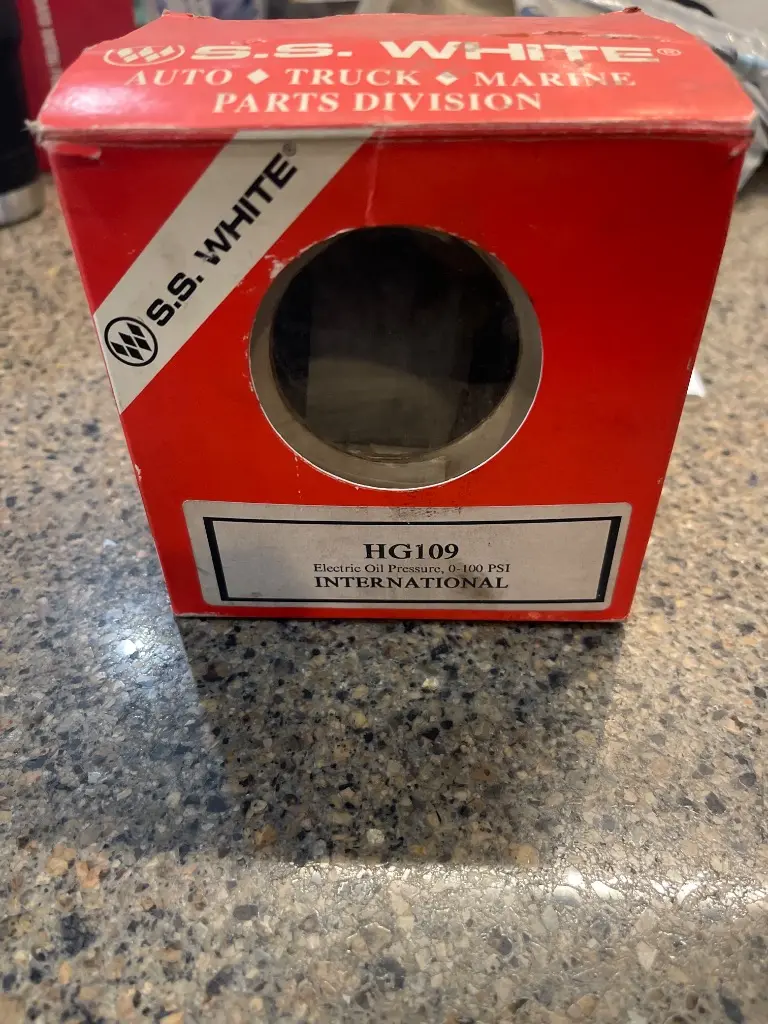 S.S. WHITE®
AUTO ◆ TRUCK ◆ MARINE
PARTS DIVISION
S.S. WHITE®
HG109
Electric Oil Pressure, 0-100 PSI
INTERNATIONAL